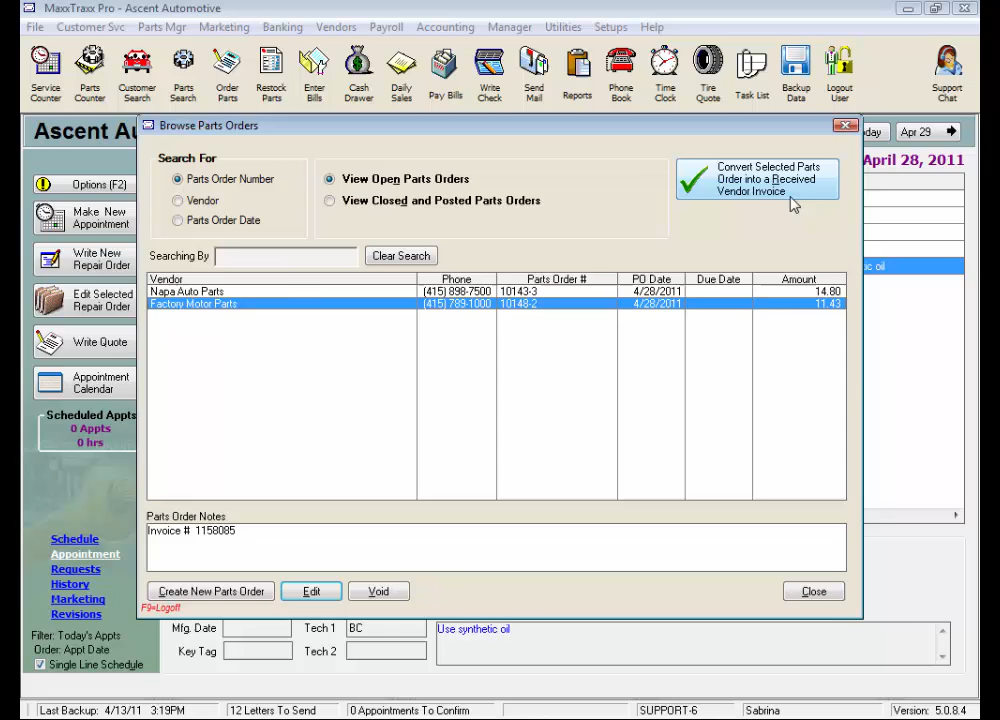 MaxxTraxx Pro - Ascent Automotive
File Customer Svc Parts Mgr Marketing Banking Vendors Payroll Accounting Manager Utilities Setups Help
Service Counter
Parts Counter
Customer Search
Parts Search
Order Parts
Restock Parts
Enter Bills
Cash Drawer
Daily Sales
Pay Bills
Write Check
Send Mail
Reports
Phone Book
Time Clock
Tire Quote
Task List
Backup Data
Logout User
Support Chat
Ascent Au
Browse Parts Orders
day
Apr 29
April 28, 2011
Options (F2)
Make New Appointment
Write New Repair Order
Edit Selected Repair Order
Write Quote
Appointment Calendar
Scheduled Appts
0 Appts
0 hrs
Schedule
Appointment
Requests
History
Marketing
Revisions
Filter: Today's Appts
Order: Appt Date
Single Line Schedule
Search For
Parts Order Number
Vendor
Parts Order Date
View Open Parts Orders
View Closed and Posted Parts Orders
Convert Selected Parts
Order into a Received
Vendor Invoice
Searching By
Clear Search
Vendor Phone Parts Order # PO Date Due Date Amount
Napa Auto Parts (415) 898-7500 10143-3 4/28/2011 14.80
Factory Motor Parts (415) 789-1000 10148-2 4/28/2011 11.43
ic oil
Parts Order Notes
Invoice # 1158085
Create New Parts Order
Edit
Void
Close
F9=Logoff
Mfg. Date
Tech 1 BC
Use synthetic oil
Key Tag
Tech 2
Last Backup: 4/13/11 3:19PM
12 Letters To Send
0 Appointments To Confirm
SUPPORT-6
Sabrina
Version: 5.0.8.4